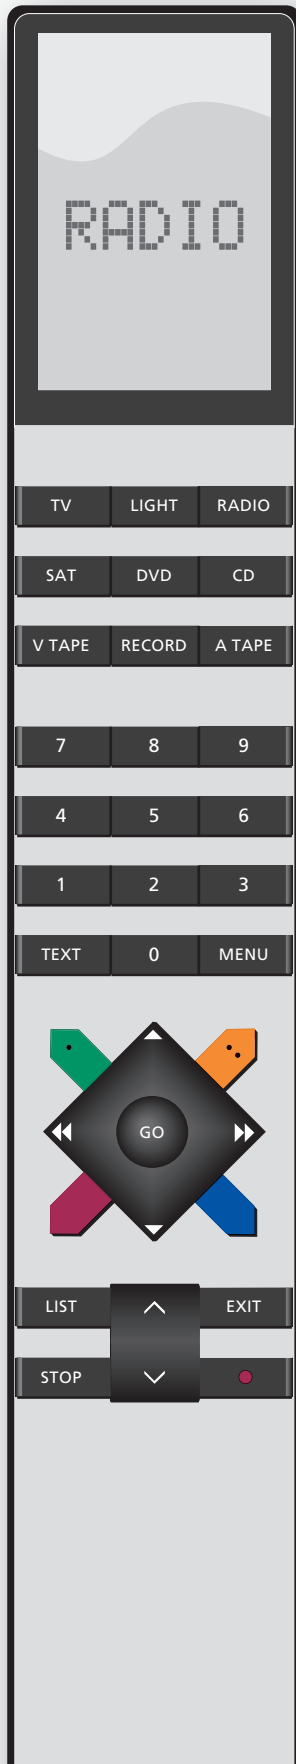 RADIO
TV LIGHT RADIO
SAT DVD CD
V TAPE RECORD A TAPE
7 8 9
4 5 6
1 2 3
TEXT 0 MENU
GO
LIST EXIT
STOP